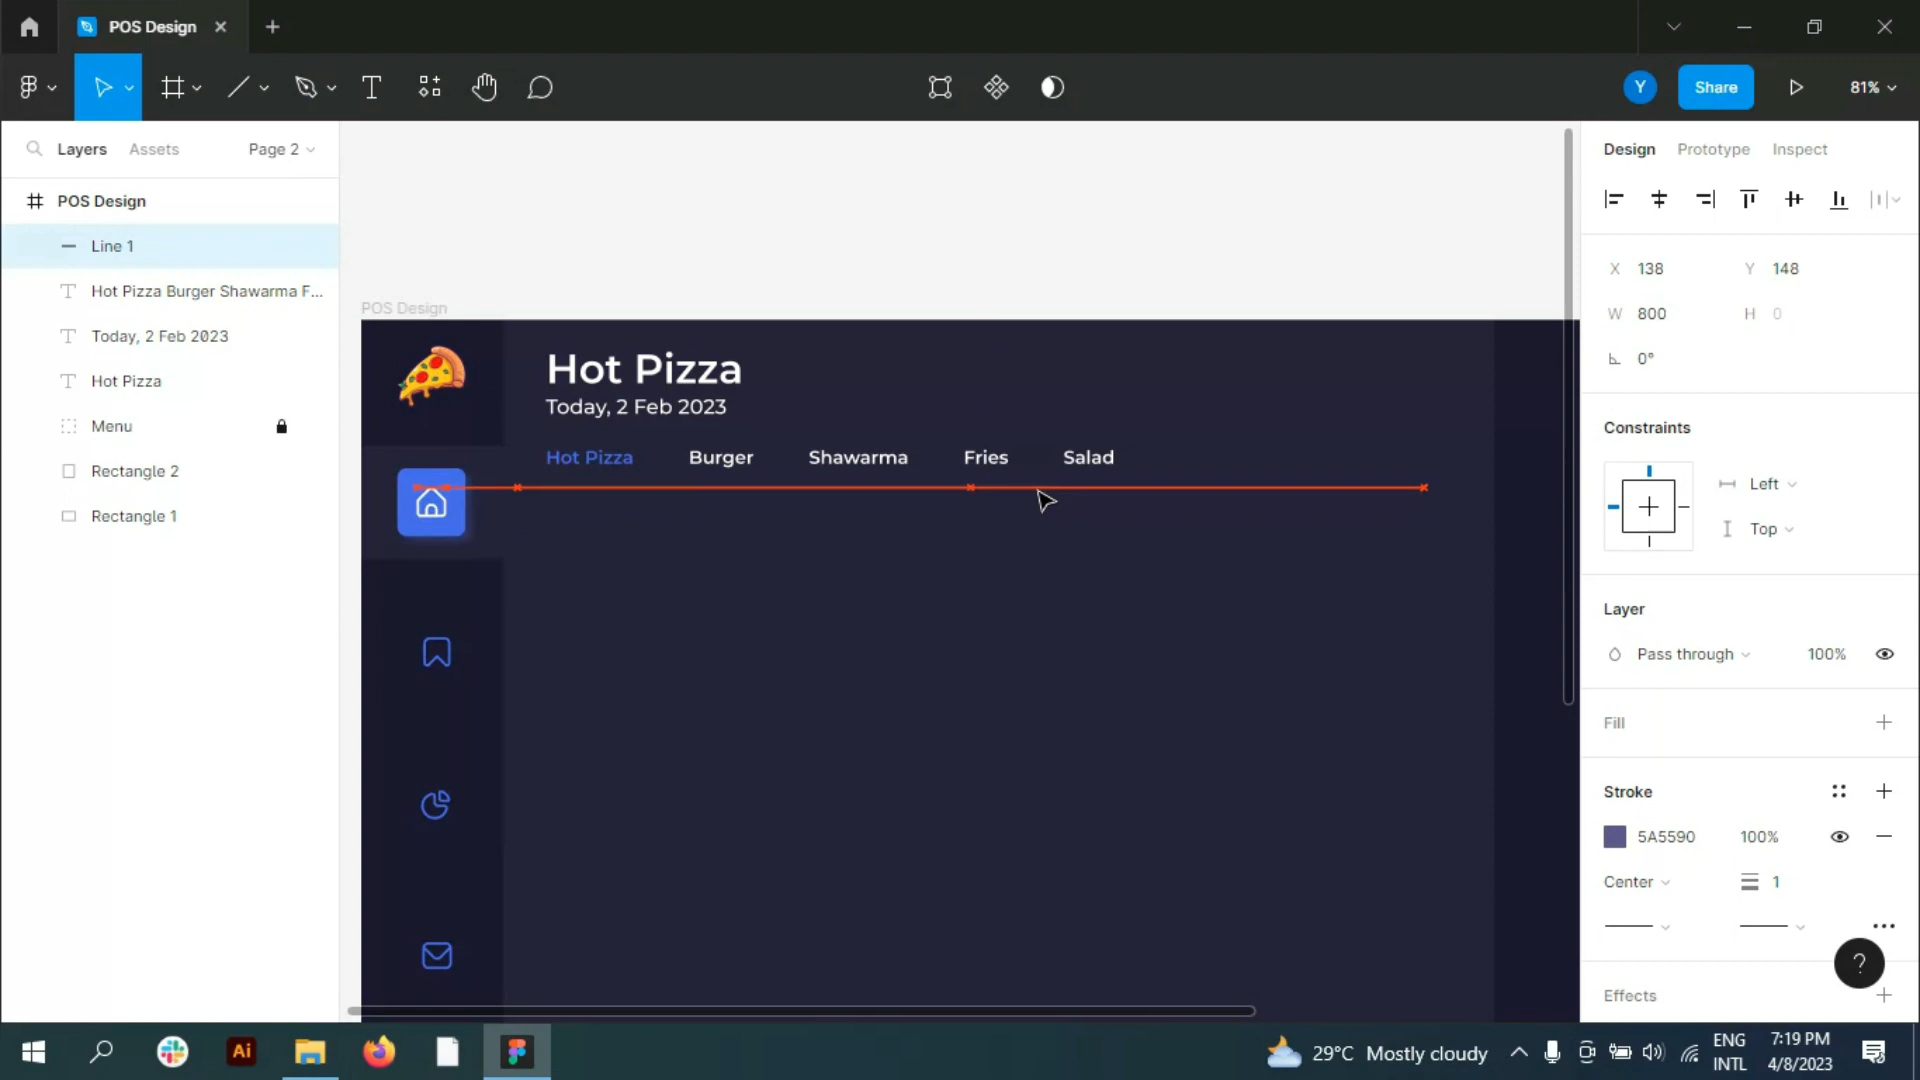 POS Design
Y
Share
81%
Layers
Assets
Page 2
POS Design
Line 1
Hot Pizza Burger Shawarma F...
Today, 2 Feb 2023
Hot Pizza
Menu
Rectangle 2
Rectangle 1
POS Design
Hot Pizza
Today, 2 Feb 2023
Hot Pizza Burger Shawarma Fries Salad
Design
Prototype
Inspect
X 138 Y 148
W 800 H 0
0°
Constraints
Left
Top
Layer
Pass through 100%
Fill
Stroke
5A5590 100%
Center 1
?
Effects
Ai
29°C Mostly cloudy
ENG
INTL
7:19 PM
4/8/2023